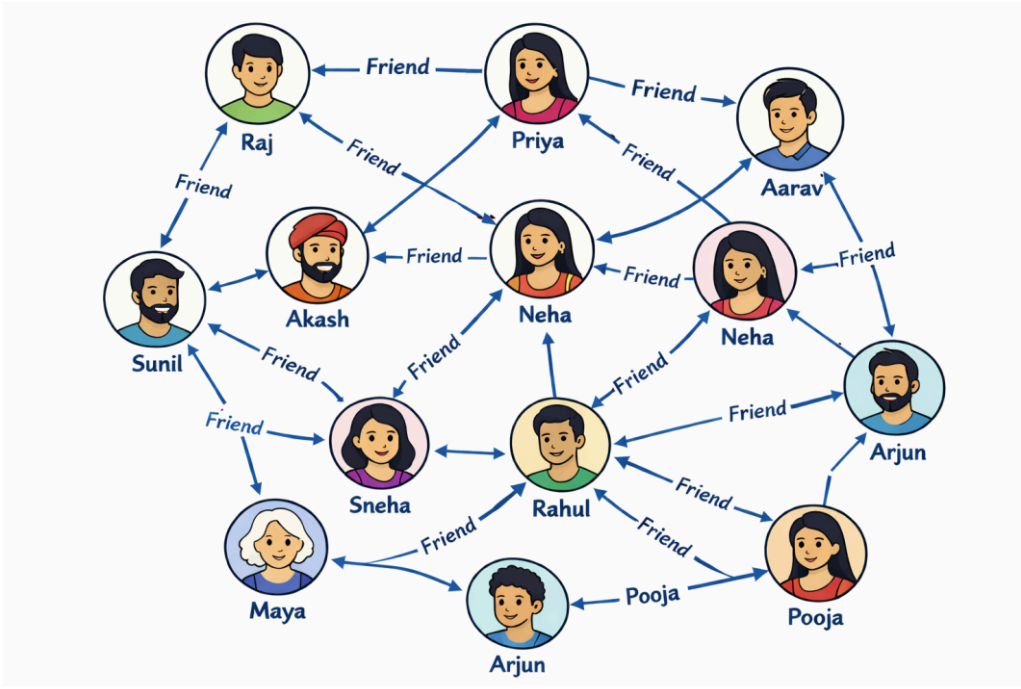 Friend
Friend
Raj
Priya
Friend
Friend
Aarav
Friend
Friend
Friend
Friend
Akash
Neha
Neha
Sunil
Friend
Friend
Friend
Friend
Friend
Arjun
Sneha
Rahul
Friend
Friend
Friend
Pooja
Maya
Pooja
Arjun